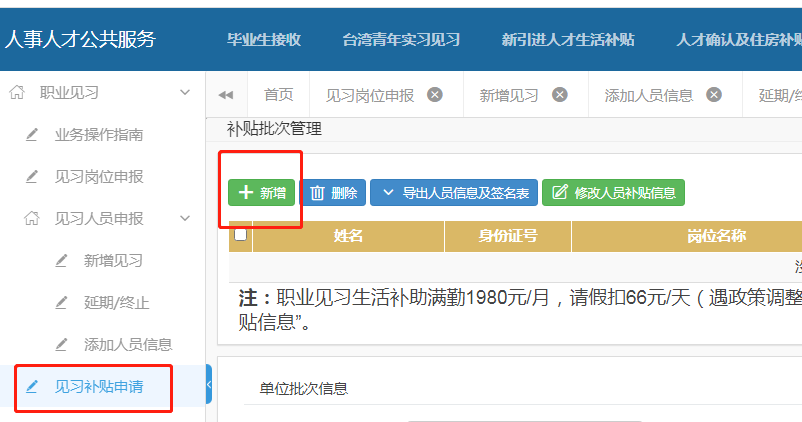 人事人才公共服务 毕业生接收 台湾青年实习见习 新引进人才生活补贴 人才确认及住房补贴
职业见习
业务操作指南
见习岗位申报
见习人员申报
新增见习
延期/终止
添加人员信息
见习补贴申请
首页 见习岗位申报 新增见习 添加人员信息 延期/终
补贴批次管理
新增 删除 导出人员信息及签名表 修改人员补贴信息
姓名 身份证号 岗位名称
注：职业见习生活补助满勤1980元/月，请假扣66元/天（遇政策调整
贴信息”。
单位批次信息